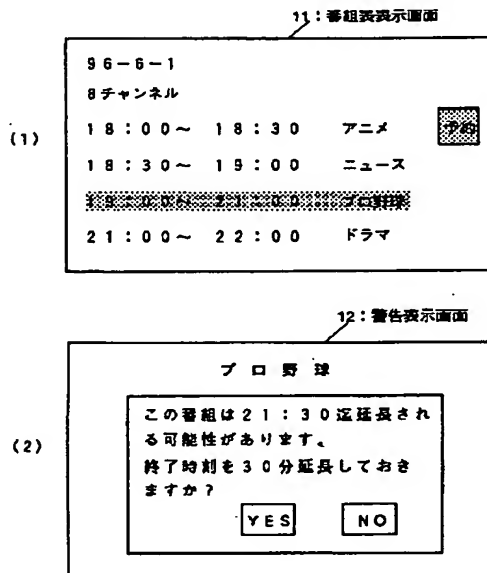 11：番組表表示画面
(1)
96－6－1
8チャンネル
18：00～ 18：30 アニメ
予約
18：30～ 19：00 ニュース
19：00～ 21：00 プロ野球
21：00～ 22：00 ドラマ
12：警告表示画面
(2)
プロ野球
この番組は21：30迄延長され
る可能性があります。
終了時刻を30分延長しておき
ますか？
YES NO